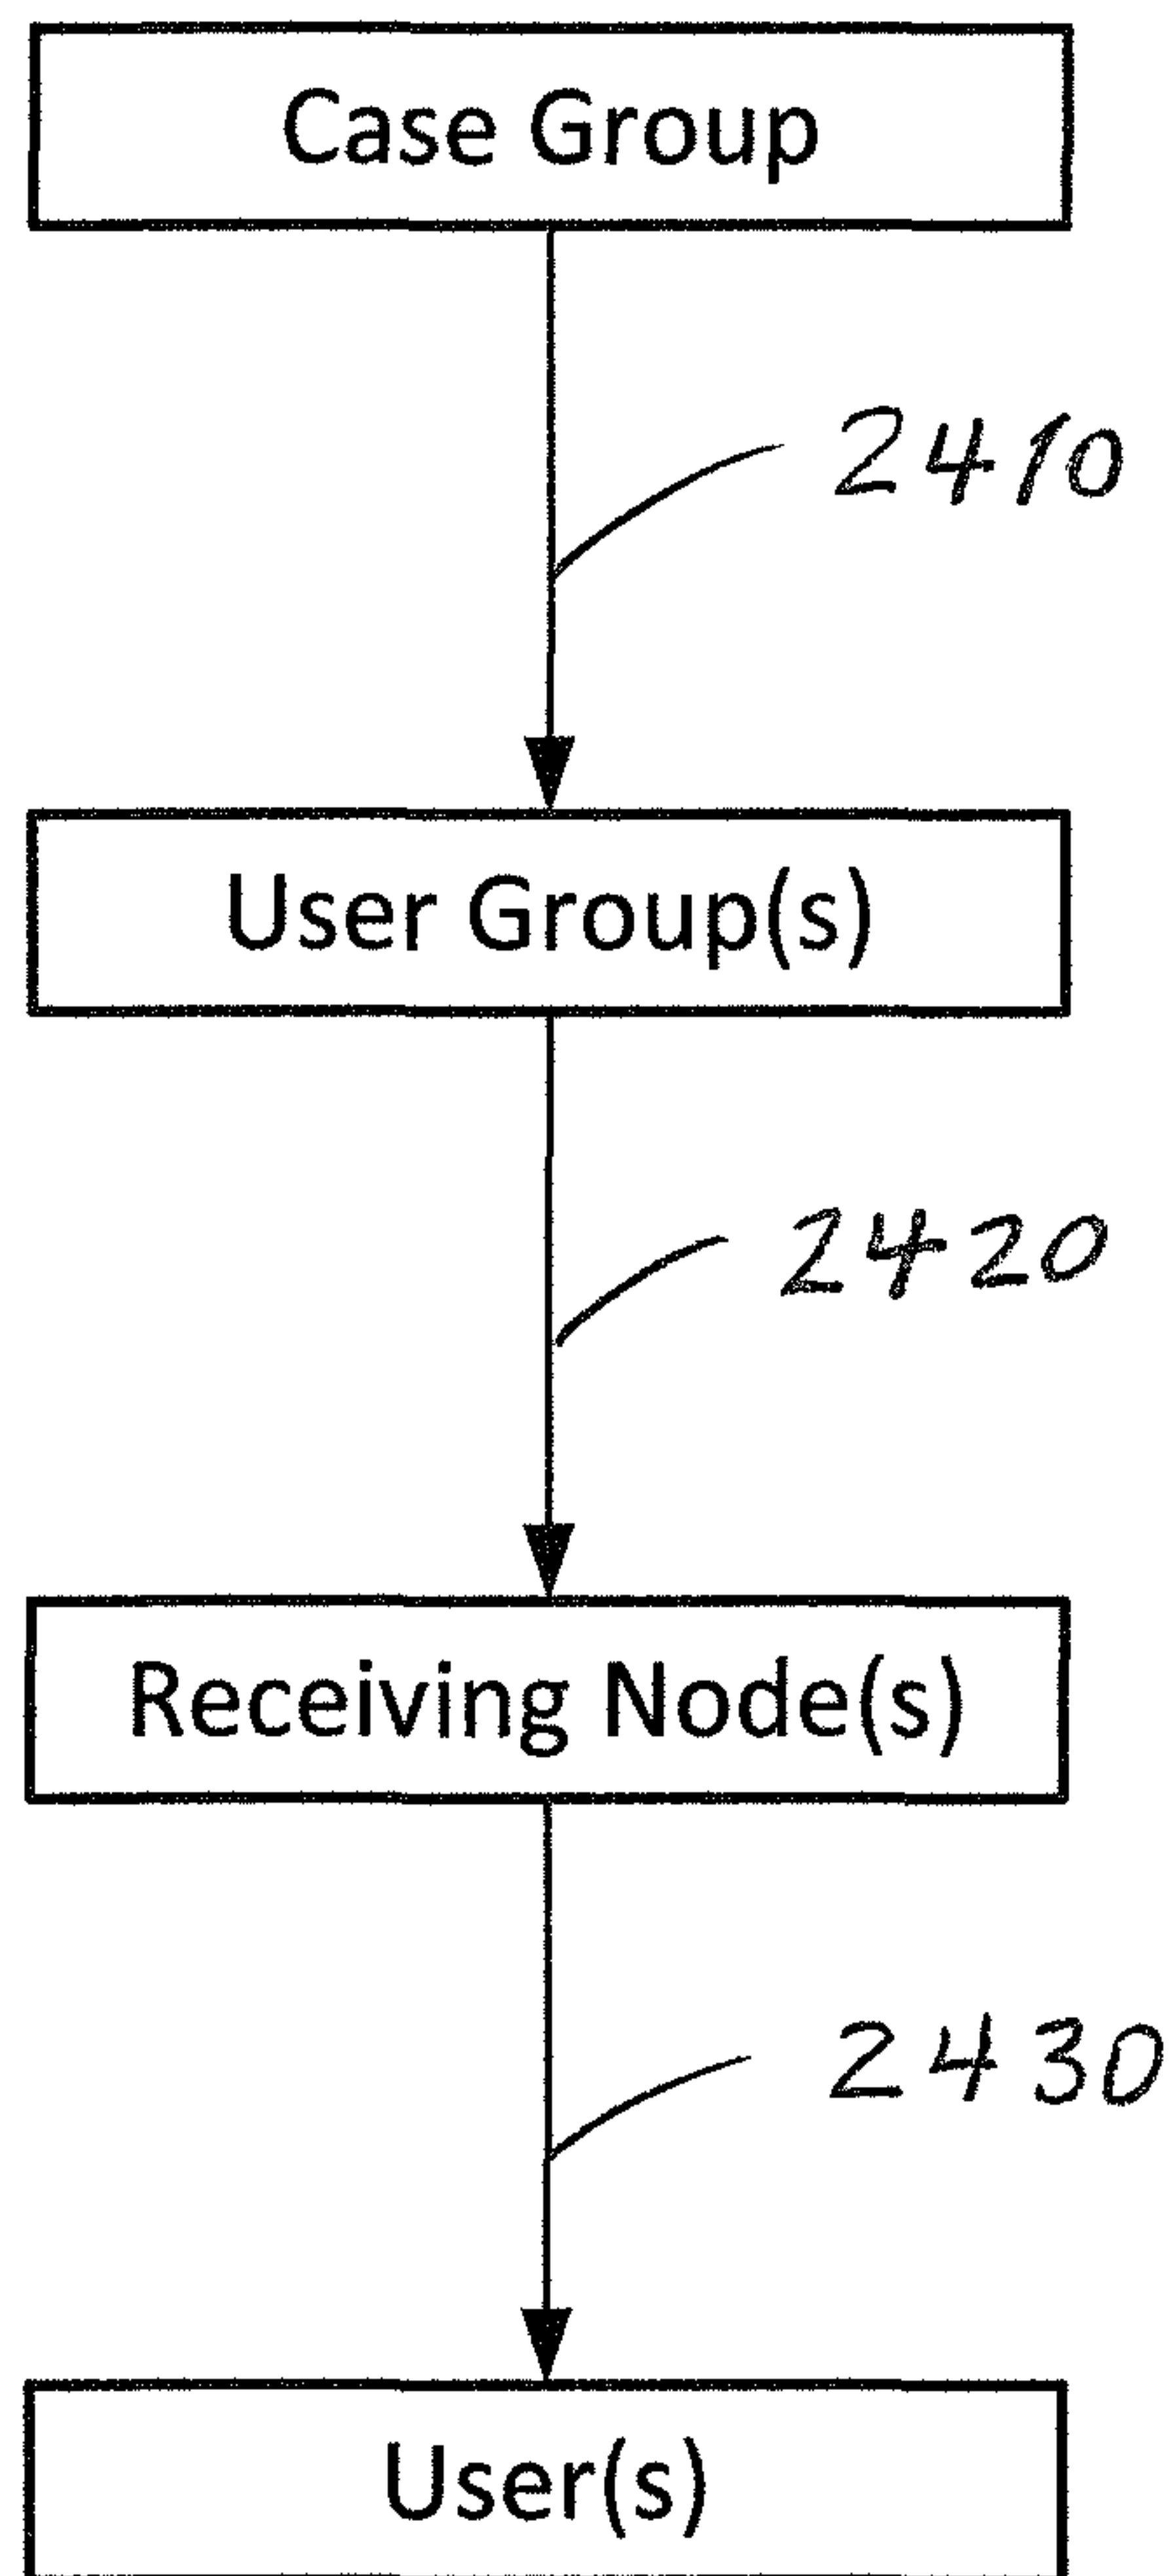 Case Group
2410
User Group(s)
2420
Receiving Node(s)
2430
User(s)